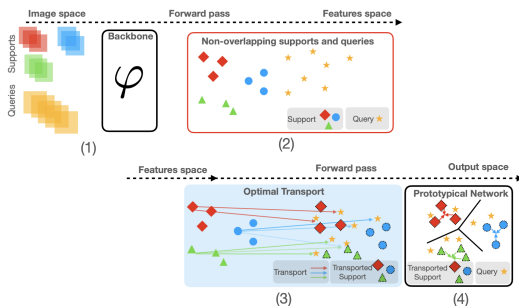 Image space
Forward pass
Features space
Supports
Queries
Backbone
φ
(1)
Non-overlapping supports and queries
Support
Query
(2)
Features space
Forward pass
Output space
Optimal Transport
Transport
Transported
Support
(3)
Prototypical Network
Transported
Support
Query
(4)